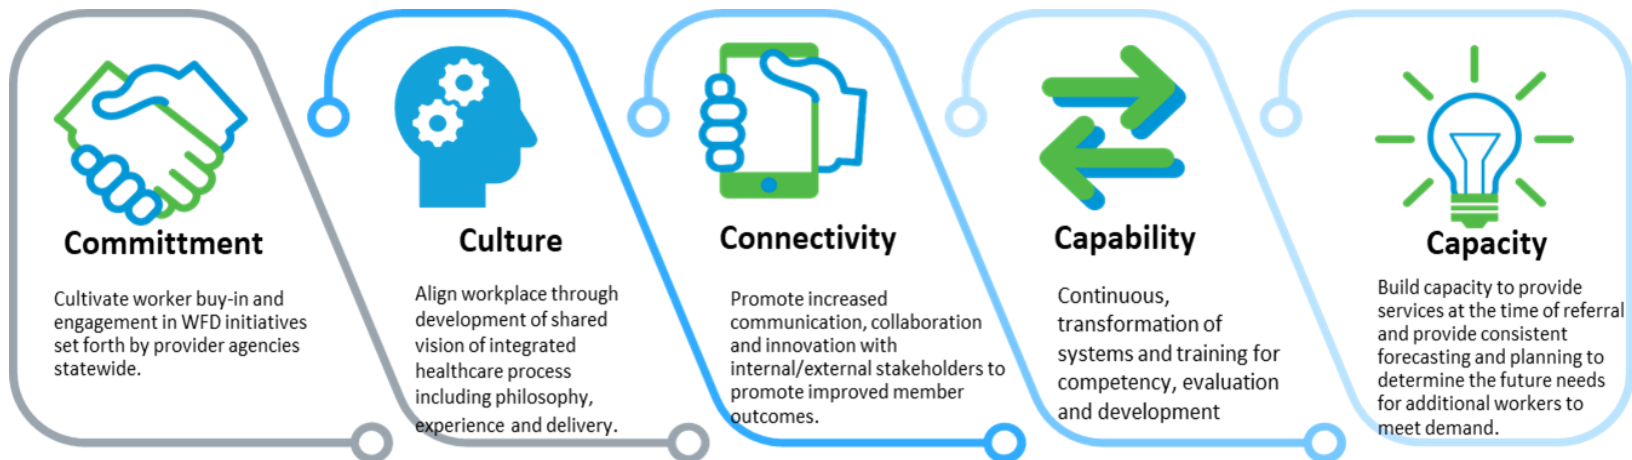 Committment
Cultivate worker buy-in and
engagement in WFD initiatives
set forth by provider agencies
statewide.
Culture
Align workplace through
development of shared
vision of integrated
healthcare process
including philosophy,
experience and delivery.
Connectivity
Promote increased
communication, collaboration
and innovation with
internal/external stakeholders to
promote improved member
outcomes.
Capability
Continuous,
transformation of
systems and training for
competency, evaluation
and development
Capacity
Build capacity to provide
services at the time of referral
and provide consistent
forecasting and planning to
determine the future needs
for additional workers to
meet demand.